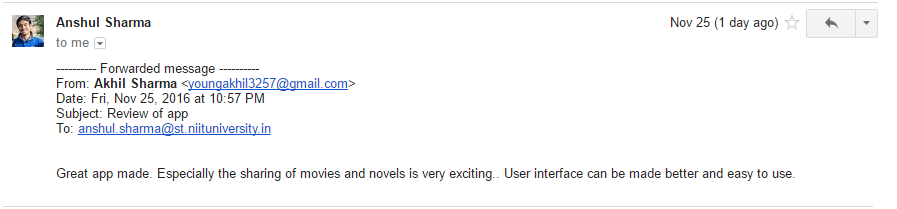 Anshul Sharma Nov 25 (1 day ago)
to me
---------- Forwarded message ----------
From: Akhil Sharma <youngakhil3257@gmail.com>
Date: Fri, Nov 25, 2016 at 10:57 PM
Subject: Review of app
To: anshul.sharma@st.niituniversity.in
Great app made. Especially the sharing of movies and novels is very exciting.. User interface can be made better and easy to use.